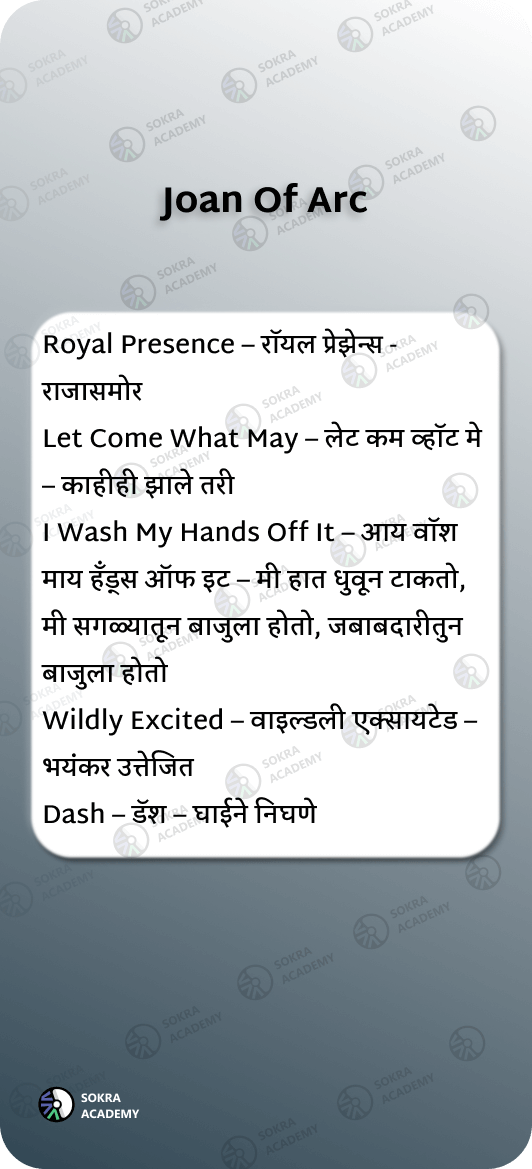 Joan Of Arc
Royal Presence – रॉयल प्रेझेन्स -
राजासमोर
Let Come What May – लेट कम व्हॉट मे
– काहीही झाले तरी
I Wash My Hands Off It – आय वॉश
माय हँड्स ऑफ इट – मी हात धुवून टाकतो,
मी सगळ्यातून बाजुला होतो, जबाबदारीतुन
बाजुला होतो
Wildly Excited – वाइल्डली एक्सायटेड –
भयंकर उत्तेजित
Dash – डॅश – घाईने निघणे
SOKRA
ACADEMY